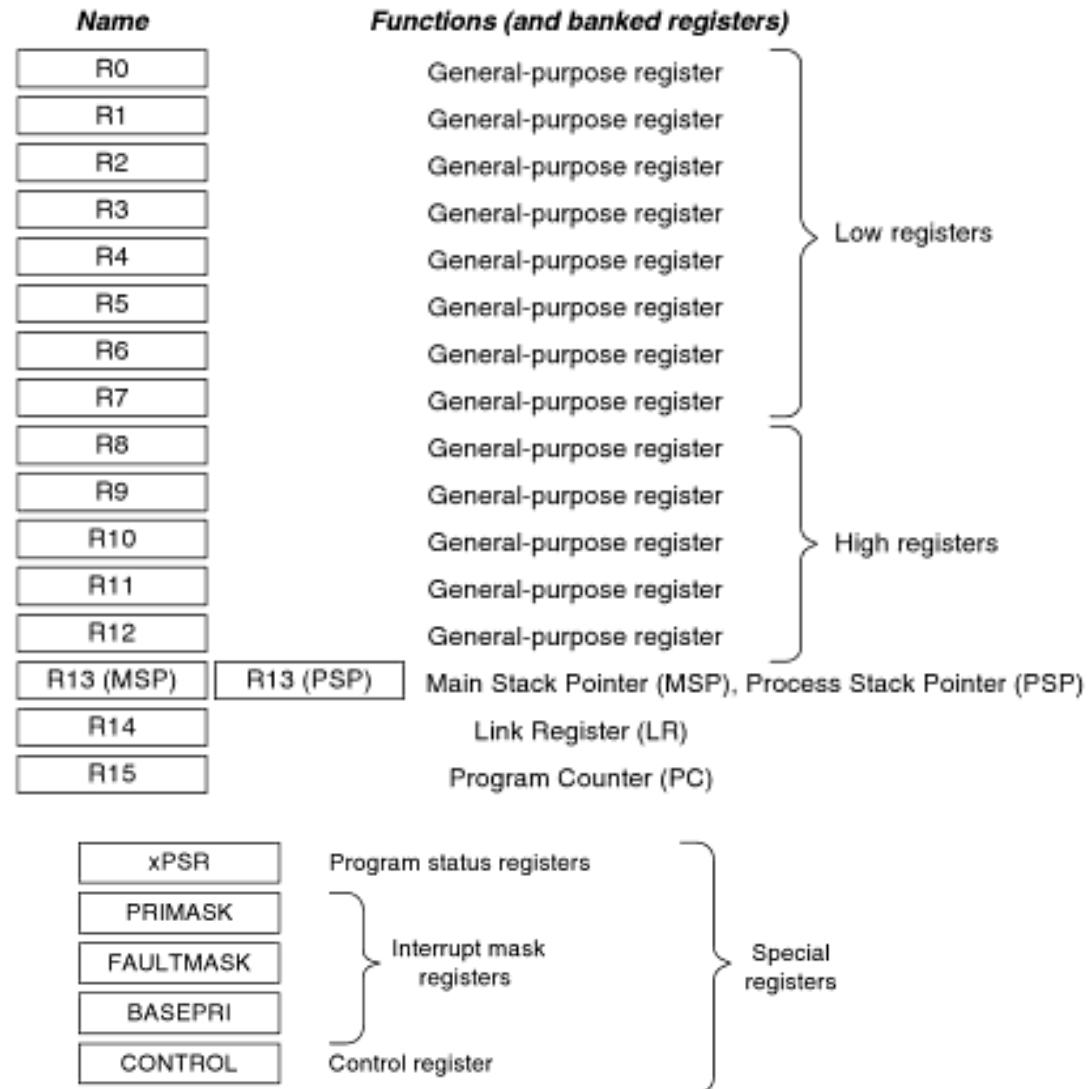 Name Functions (and banked registers)
R0 General-purpose register
R1 General-purpose register
R2 General-purpose register
R3 General-purpose register
Low registers
R4 General-purpose register
R5 General-purpose register
R6 General-purpose register
R7 General-purpose register
R8 General-purpose register
R9 General-purpose register
R10 General-purpose register
High registers
R11 General-purpose register
R12 General-purpose register
R13 (MSP) R13 (PSP) Main Stack Pointer (MSP), Process Stack Pointer (PSP)
R14 Link Register (LR)
R15 Program Counter (PC)
xPSR Program status registers
PRIMASK
FAULTMASK
BASEPRI
Interrupt mask
registers
Special
registers
CONTROL Control register